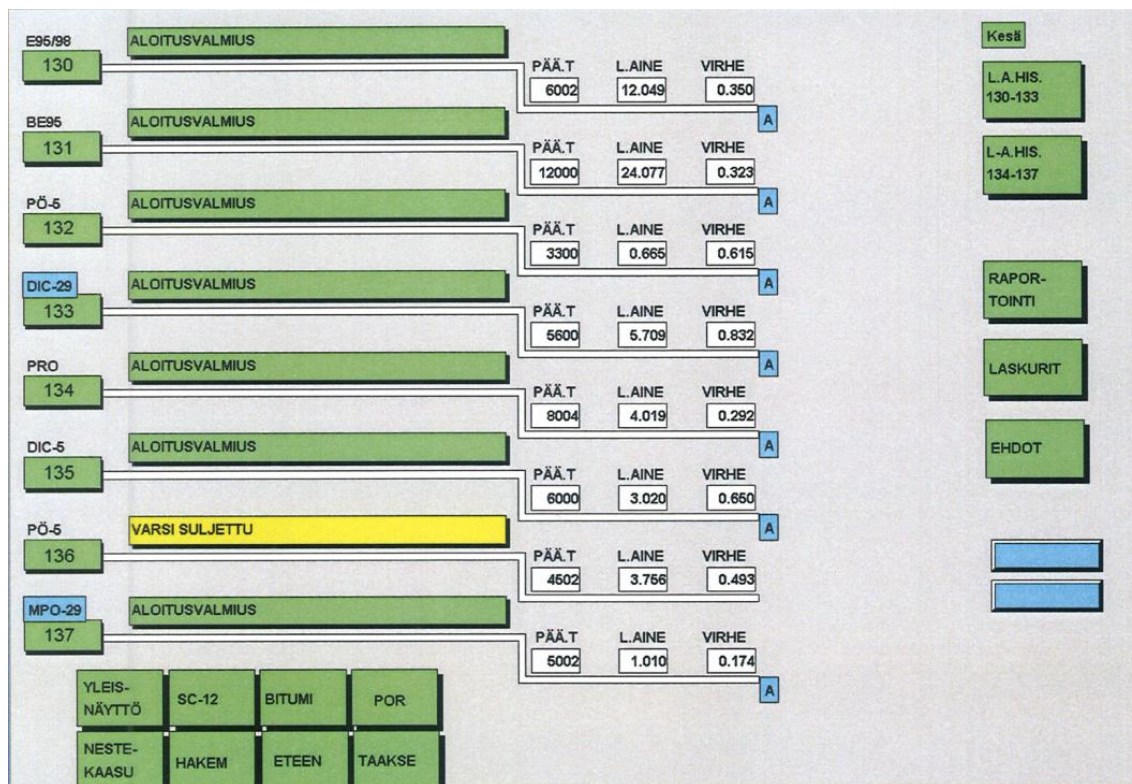 E95/98
ALOITUSVALMIUS
Kesä
130
PÄÄ.T L.AINE VIRHE
6002 12.049 0.350
A
L.A.HIS.
130-133
BE95
ALOITUSVALMIUS
131
PÄÄ.T L.AINE VIRHE
12000 24.077 0.323
A
L-A.HIS.
134-137
PÖ-5
ALOITUSVALMIUS
132
PÄÄ.T L.AINE VIRHE
3300 0.665 0.615
A
DIC-29
ALOITUSVALMIUS
133
PÄÄ.T L.AINE VIRHE
5600 5.709 0.832
A
RAPOR-
TOINTI
PRO
ALOITUSVALMIUS
134
PÄÄ.T L.AINE VIRHE
8004 4.019 0.292
A
LASKURIT
DIC-5
ALOITUSVALMIUS
135
PÄÄ.T L.AINE VIRHE
6000 3.020 0.650
A
EHDOT
PÖ-5
VARSI SULJETTU
136
PÄÄ.T L.AINE VIRHE
4502 3.756 0.493
MPO-29
ALOITUSVALMIUS
137
PÄÄ.T L.AINE VIRHE
5002 1.010 0.174
A
YLEIS-
NÄYTTÖ
SC-12
BITUMI
POR
NESTE-
KAASU
HAKEM
ETEEN
TAAKSE